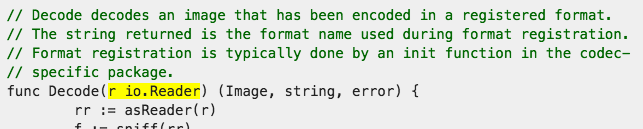 // Decode decodes an image that has been encoded in a registered format.
// The string returned is the format name used during format registration.
// Format registration is typically done by an init function in the codec-
// specific package.
func Decode(r io.Reader) (Image, string, error) {
rr := asReader(r)
f := sniff(rr)